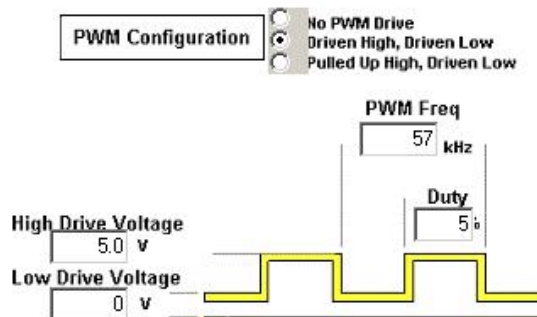 No PWM Drive
PWM Configuration
Driven High, Driven Low
Pulled Up High, Driven Low
PWM Freq
57 kHz
Duty
5
High Drive Voltage
5.0 V
Low Drive Voltage
0 V